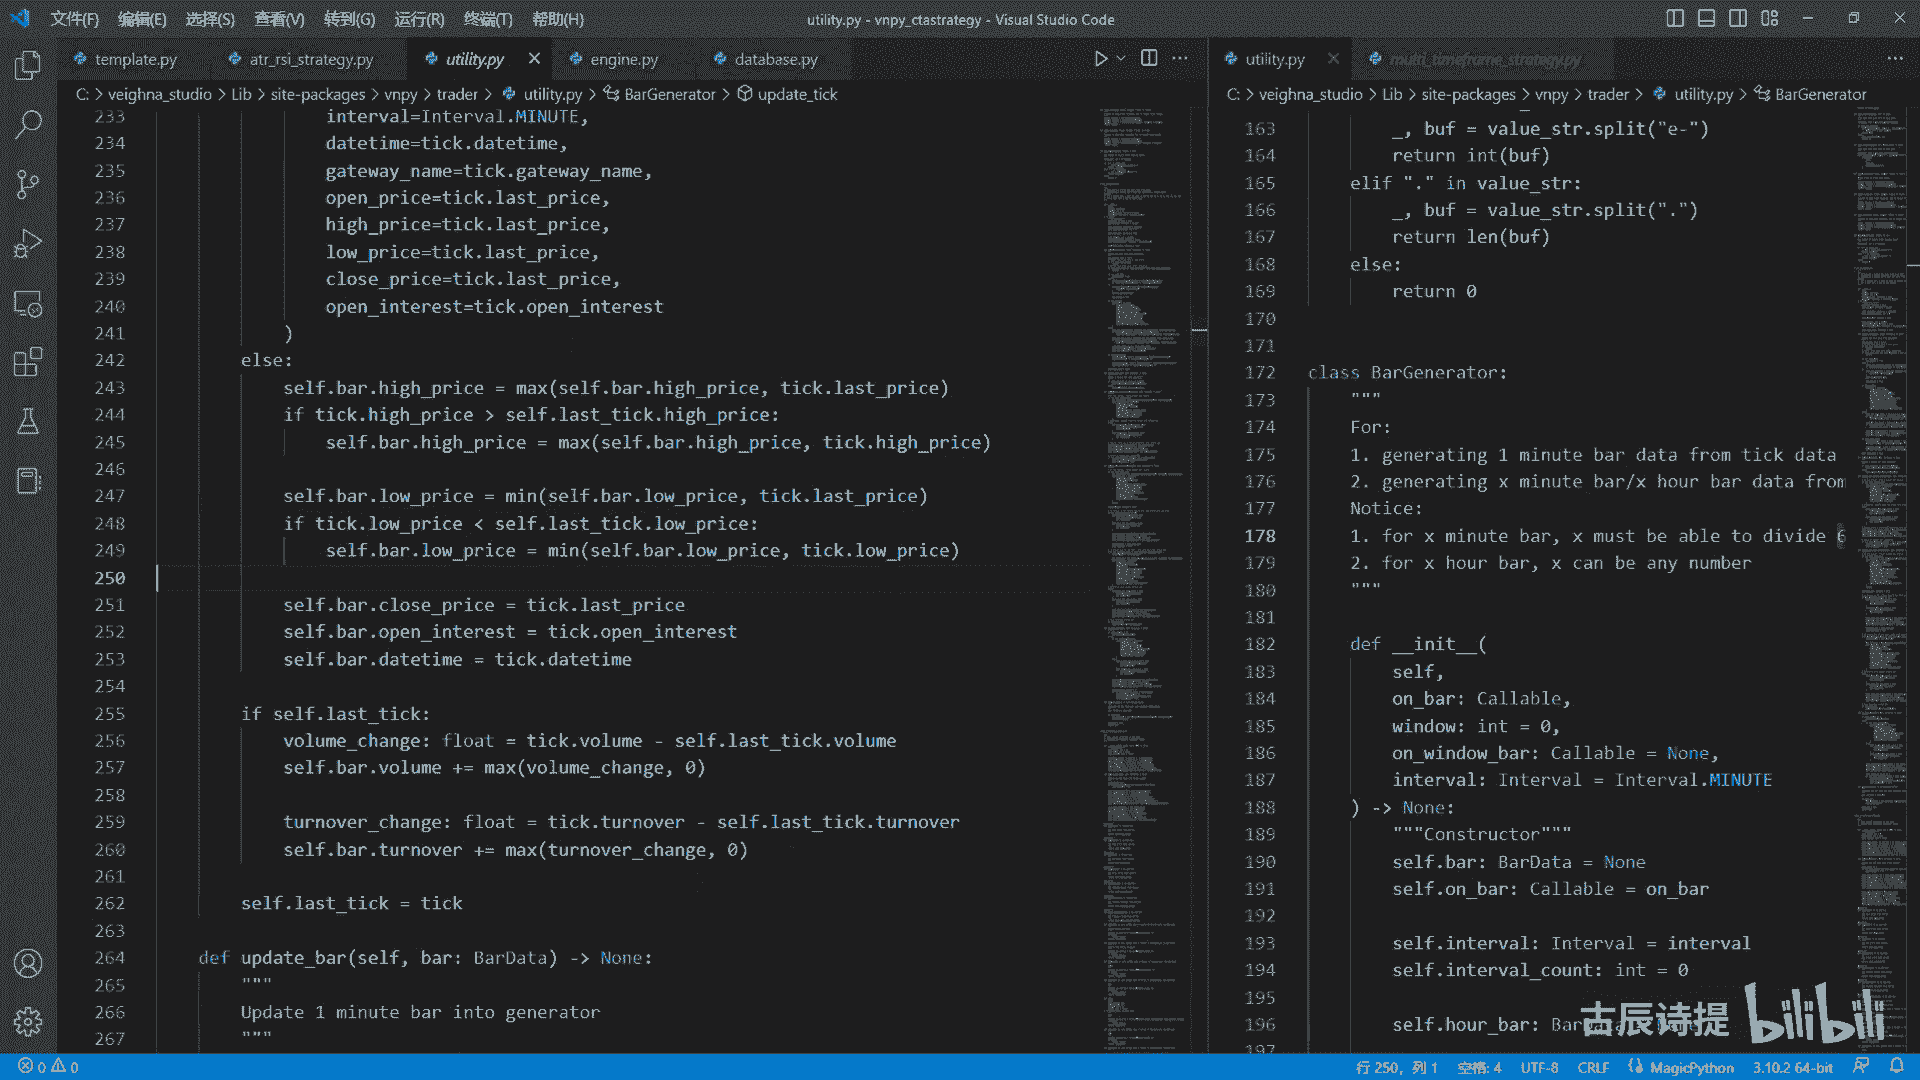 文件(F) 编辑(E) 选择(S) 查看(V) 转到(G) 运行(R) 终端(T) 帮助(H)
utility.py - vnpy_ctastrategy - Visual Studio Code
template.py
atr_rsi_strategy.py
utility.py
engine.py
database.py
utility.py
multi_timeframe_strategy.py
C: > veighna_studio > Lib > site-packages > vnpy > trader > utility.py > BarGenerator > update_tick
233 interval=Interval.MINUTE,
234 datetime=tick.datetime,
235 gateway_name=tick.gateway_name,
236 open_price=tick.last_price,
237 high_price=tick.last_price,
238 low_price=tick.last_price,
239 close_price=tick.last_price,
240 open_interest=tick.open_interest
241 )
242 else:
243 self.bar.high_price = max(self.bar.high_price, tick.last_price)
244 if tick.high_price > self.last_tick.high_price:
245 self.bar.high_price = max(self.bar.high_price, tick.high_price)
246
247 self.bar.low_price = min(self.bar.low_price, tick.last_price)
248 if tick.low_price < self.last_tick.low_price:
249 self.bar.low_price = min(self.bar.low_price, tick.low_price)
250
251 self.bar.close_price = tick.last_price
252 self.bar.open_interest = tick.open_interest
253 self.bar.datetime = tick.datetime
254
255 if self.last_tick:
256 volume_change: float = tick.volume - self.last_tick.volume
257 self.bar.volume += max(volume_change, 0)
258
259 turnover_change: float = tick.turnover - self.last_tick.turnover
260 self.bar.turnover += max(turnover_change, 0)
261
262 self.last_tick = tick
263
264 def update_bar(self, bar: BarData) -> None:
265 """
266 Update 1 minute bar into generator
267 """
C: > veighna_studio > Lib > site-packages > vnpy > trader > utility.py > BarGenerator
163 _, buf = value_str.split("e-")
164 return int(buf)
165 elif "." in value_str:
166 _, buf = value_str.split(".")
167 return len(buf)
168 else:
169 return 0
170
171
172 class BarGenerator:
173 """
174 For:
175 1. generating 1 minute bar data from tick data
176 2. generating x minute bar/x hour bar data from
177 Notice:
178 1. for x minute bar, x must be able to divide 6
179 2. for x hour bar, x can be any number
180 """
181
182 def __init__(
183 self,
184 on_bar: Callable,
185 window: int = 0,
186 on_window_bar: Callable = None,
187 interval: Interval = Interval.MINUTE
188 ) -> None:
189 """Constructor"""
190 self.bar: BarData = None
191 self.on_bar: Callable = on_bar
192
193 self.interval: Interval = interval
194 self.interval_count: int = 0
195
196 self.hour_bar:
197
古辰诗提 bilibili
0 0
行 250, 列 1 空格: 4 UTF-8 CRLF MagicPython 3.10.2 64-bit